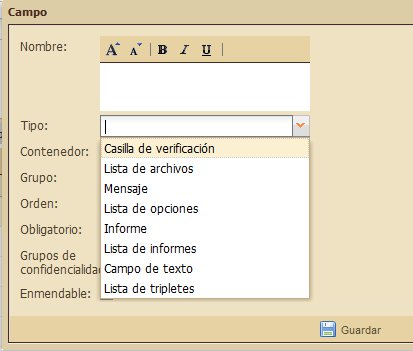 Campo
Nombre:
A A B I U
Tipo:
Casilla de verificación
Contenedor:
Lista de archivos
Grupo:
Mensaje
Orden:
Lista de opciones
Obligatorio:
Informe
Grupos de
Lista de informes
confidencialidad
Campo de texto
Enmendable:
Lista de tripletes
Guardar